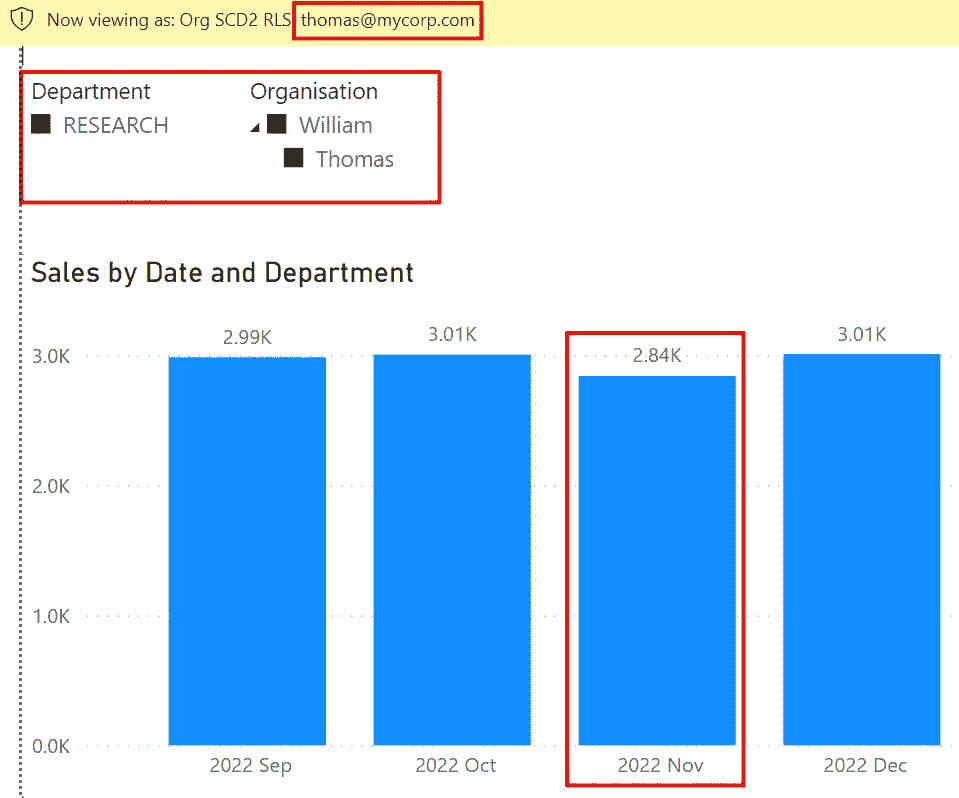 Now viewing as: Org SCD2 RLS thomas@mycorp.com
Department Organisation
RESEARCH William
Thomas
Sales by Date and Department
2.99K 3.01K 2.84K 3.01K
3.0K
2.0K
1.0K
0.0K
2022 Sep 2022 Oct 2022 Nov 2022 Dec